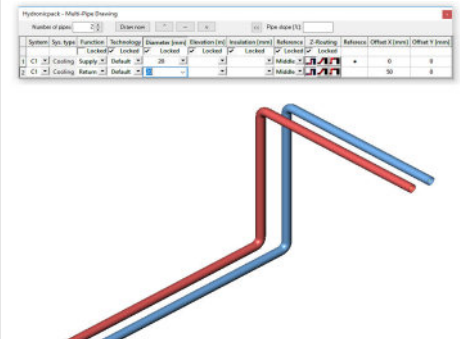 Hydronicpack - Multi-Pipe Drawing
Number of pipes 2 Draw now Pipe slope [%]
System Sys. type Function Technology Diameter [mm] Elevation [m] Insulation [mm] Reference Z-Routing Reference Offset X [mm] Offset Y [mm]
Locked Locked Locked Locked Locked Locked Locked
1 C1 Cooling Supply Default 20 Middle 0 0
2 C1 Cooling Return Default 20 Middle 50 0